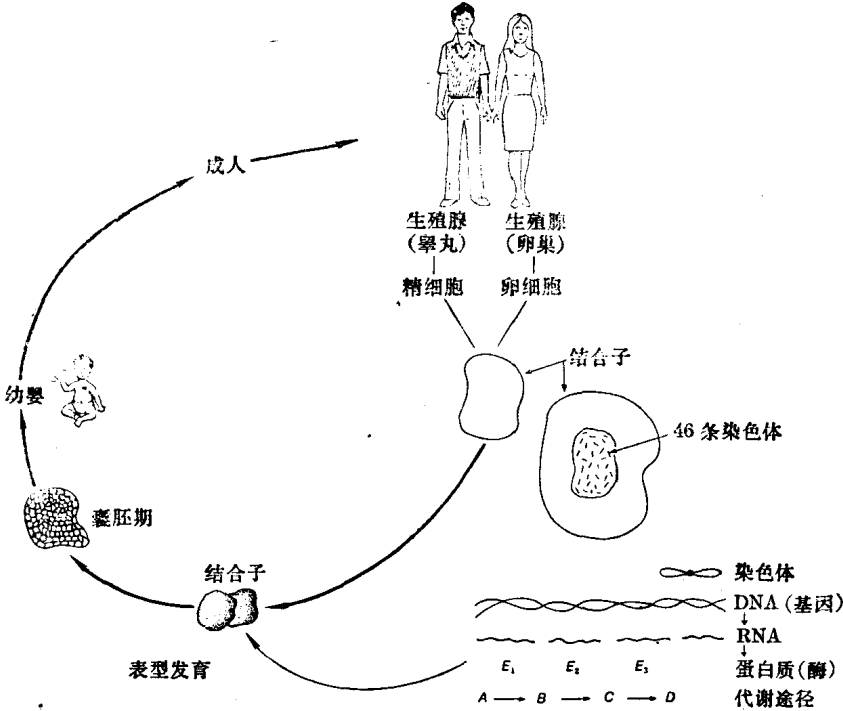 成人
生殖腺 生殖腺
(睾丸) (卵巢)
精细胞 卵细胞
结合子
46 条染色体
幼婴
囊胚期
结合子
表型发育
染色体
DNA (基因)
RNA
E₁ E₂ E₃ 蛋白质(酶)
A B C D 代谢途径